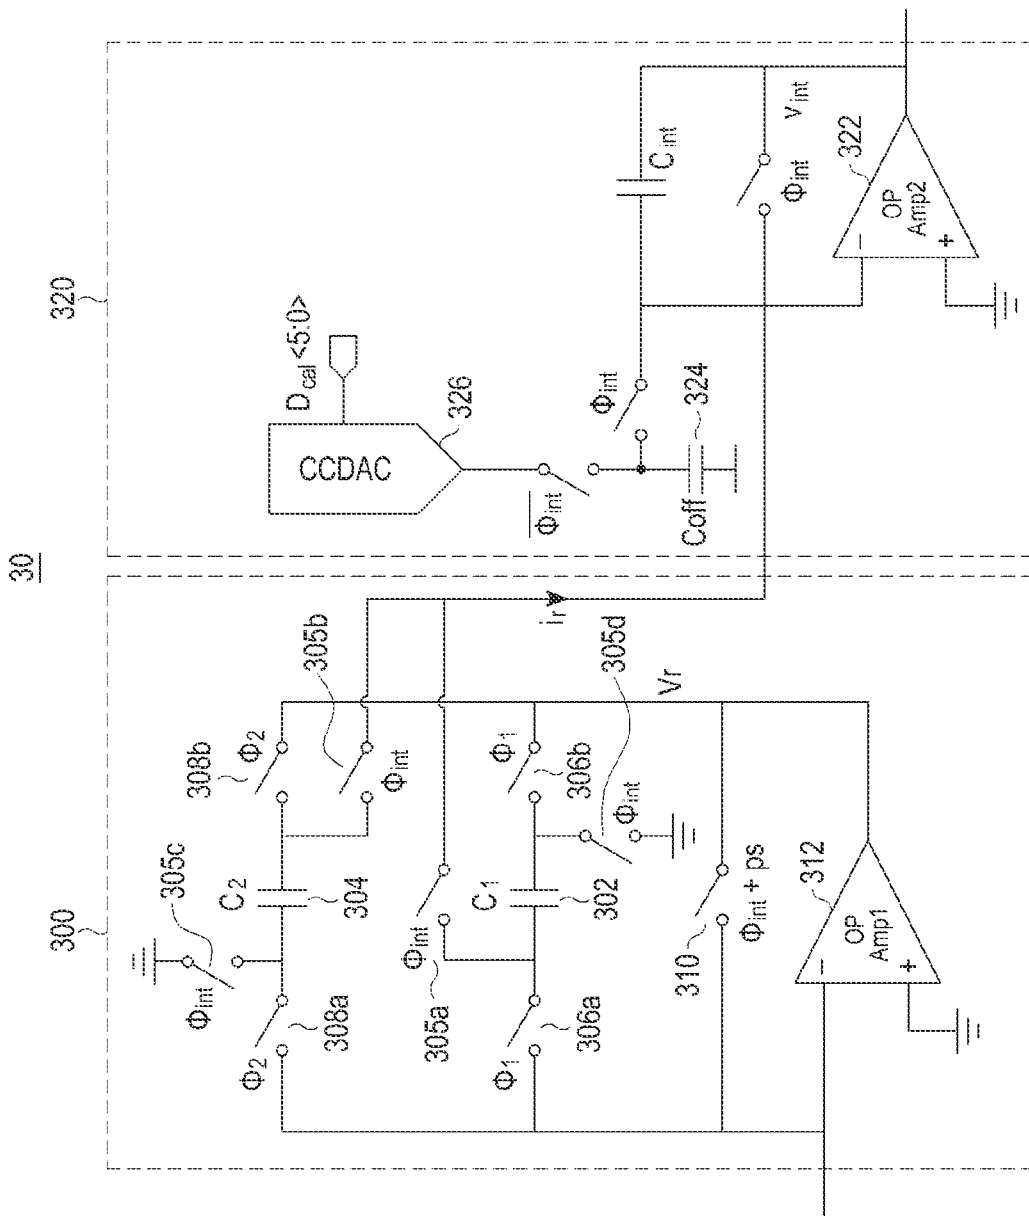 30
300
320
305c
Φint
C2
304
308b
Φ2
Φ2
308a
305b
Φint
Φint
305a
C1
302
Φ1
306b
Φ1
306a
305d
Φint
ir
Vr
310
Φint + ps
312
OP
Amp1
−
+
CCDAC
Dcal <5:0>
326
Φint
Φint
Coff
324
Cint
Φint
vint
322
OP
Amp2
−
+